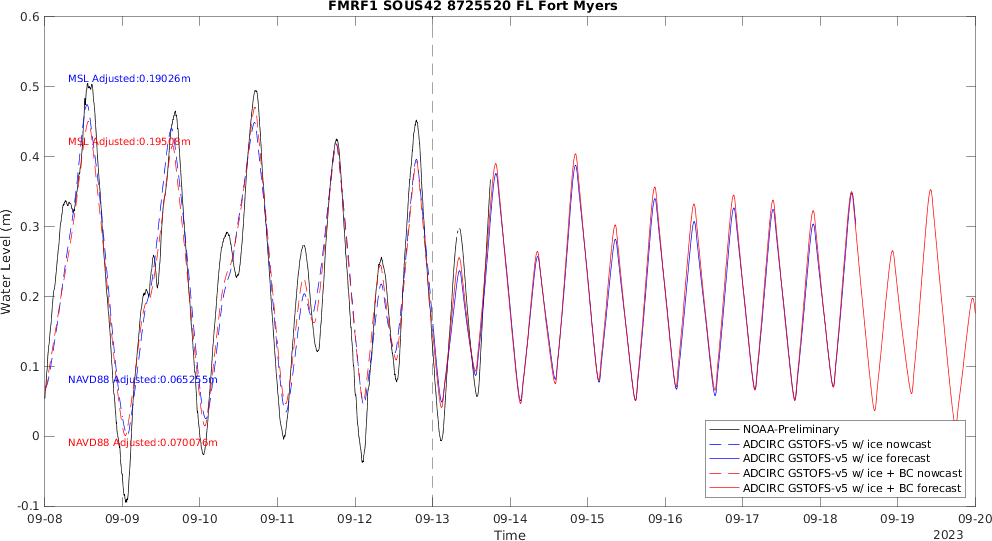 FMRF1 SOUS42 8725520 FL Fort Myers
0.6
0.5
0.4
0.3
0.2
0.1
0
-0.1
Water Level (m)
MSL Adjusted:0.19026m
MSL Adjusted:
NAVD88 Adjusted:0.065255m
NAVD88 Adjusted:0.070076m
NOAA-Preliminary
ADCIRC GSTOFS-v5 w/ ice nowcast
ADCIRC GSTOFS-v5 w/ ice forecast
ADCIRC GSTOFS-v5 w/ ice + BC nowcast
ADCIRC GSTOFS-v5 w/ ice + BC forecast
09-08 09-09 09-10 09-11 09-12 09-13 09-14 09-15 09-16 09-17 09-18 09-19 09-20
Time
2023